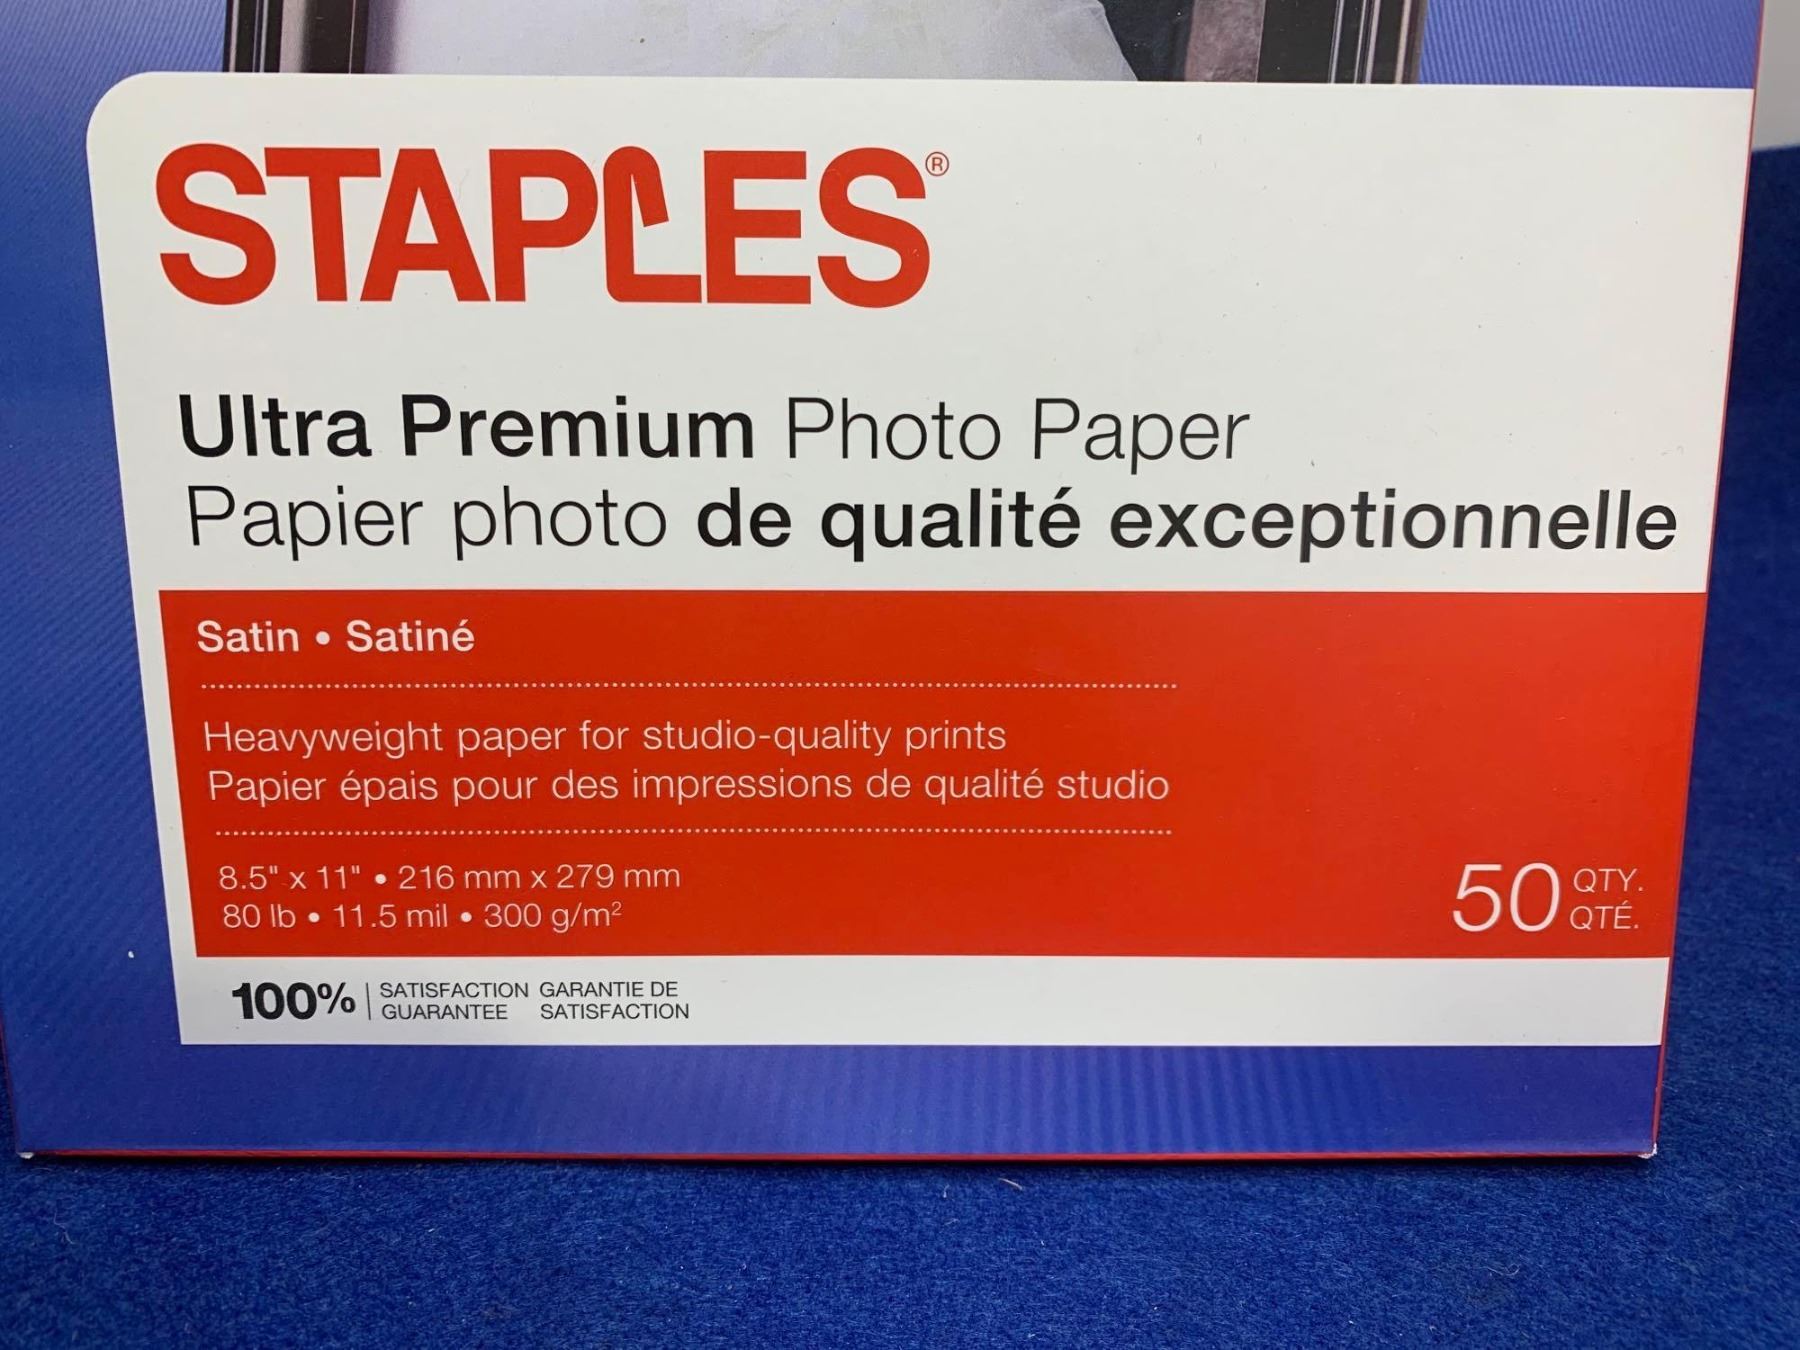 STAPLES®
Ultra Premium Photo Paper
Papier photo de qualité exceptionnelle
Satin • Satiné
Heavyweight paper for studio-quality prints
Papier épais pour des impressions de qualité studio
8.5" x 11" • 216 mm x 279 mm
80 lb • 11.5 mil • 300 g/m²
50 QTY.
QTÉ.
100% SATISFACTION GUARANTEE
GARANTIE DE SATISFACTION